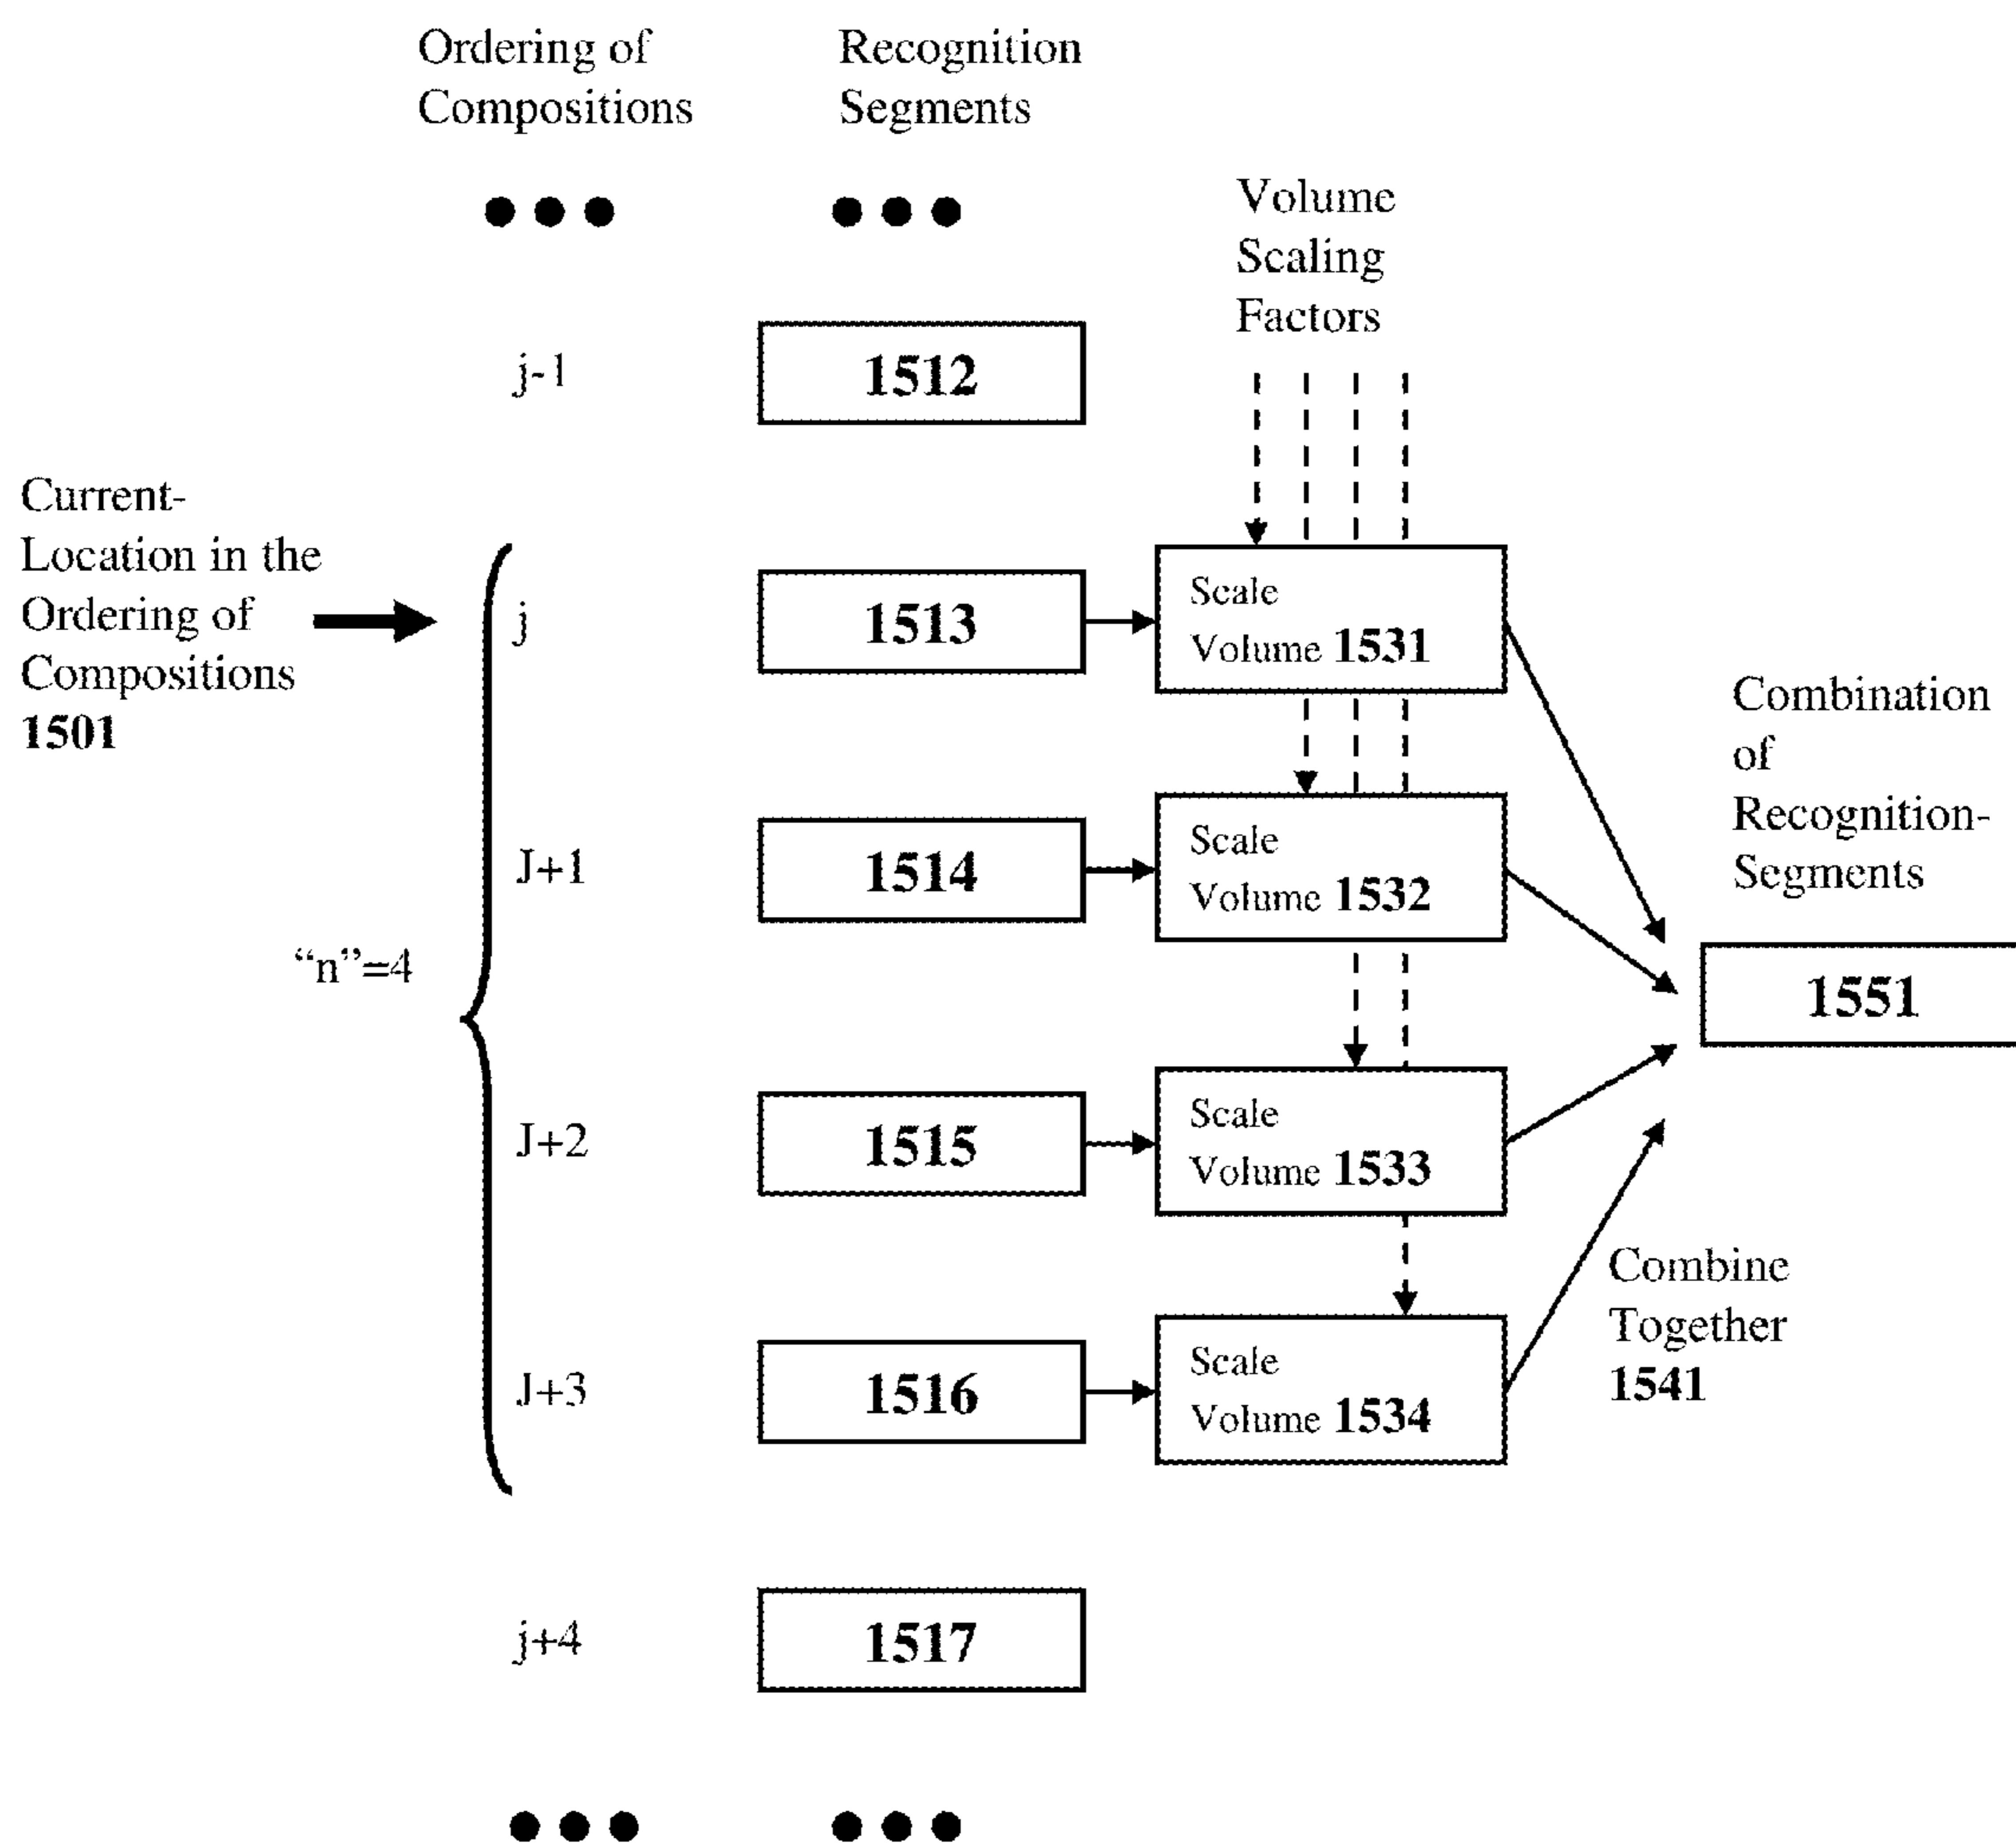 Ordering of
Compositions
Recognition
Segments
Volume
Scaling
Factors
j-1
1512
Current-
Location in the
Ordering of
Compositions
1501
j
1513
Scale
Volume 1531
Combination
of
Recognition-
Segments
J+1
1514
Scale
Volume 1532
“n”=4
1551
J+2
1515
Scale
Volume 1533
Combine
Together
1541
J+3
1516
Scale
Volume 1534
j+4
1517